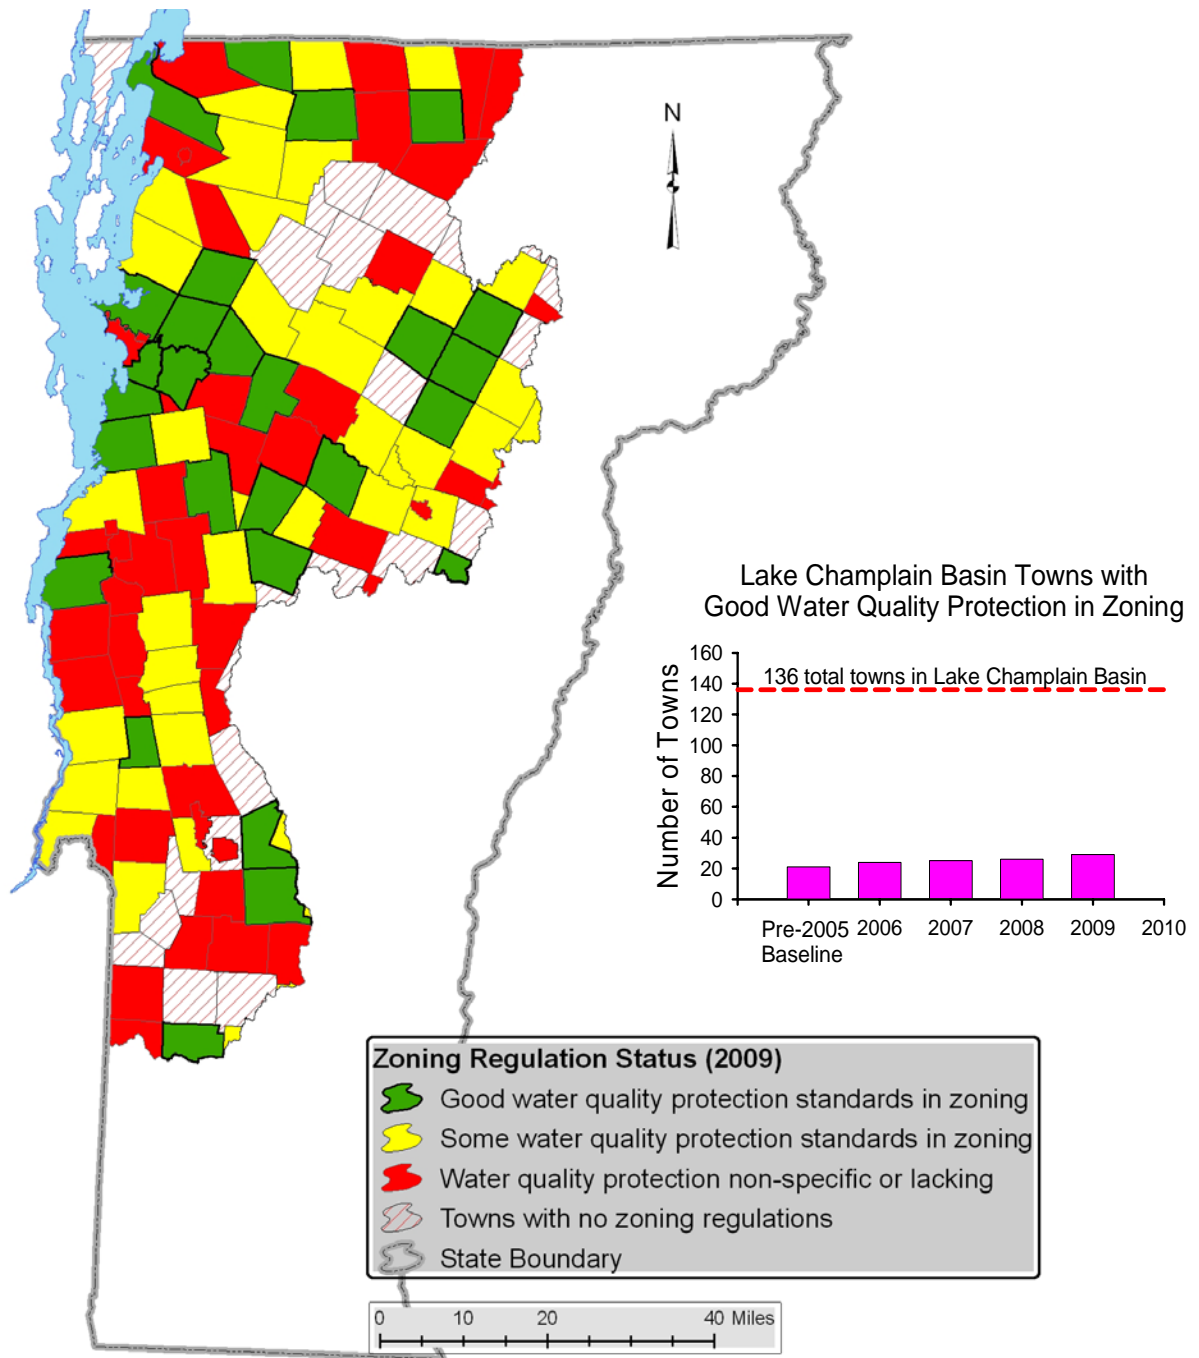 N
Lake Champlain Basin Towns with
Good Water Quality Protection in Zoning
Number of Towns
160
140
120
100
80
60
40
20
0
136 total towns in Lake Champlain Basin
Pre-2005 2006 2007 2008 2009 2010
Baseline
Zoning Regulation Status (2009)
Good water quality protection standards in zoning
Some water quality protection standards in zoning
Water quality protection non-specific or lacking
Towns with no zoning regulations
State Boundary
0 10 20 40 Miles